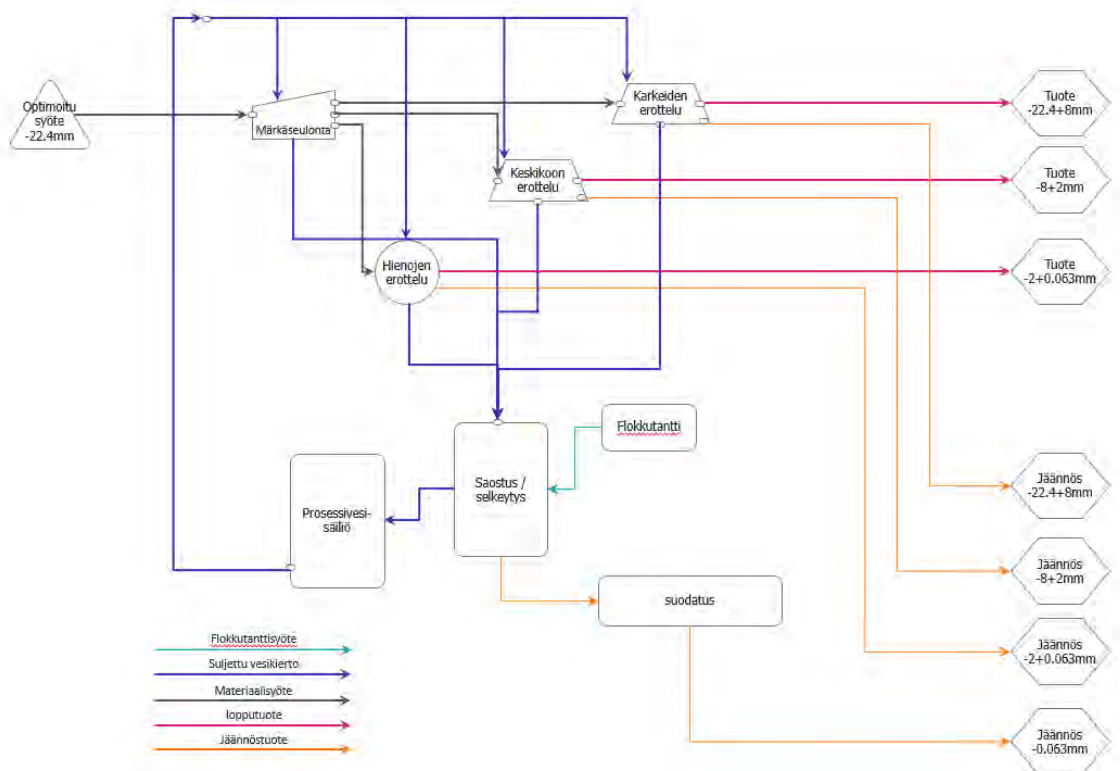 Optimoitu
syöte
-22.4mm
Märkäseulonta
Karkeiden
erottelu
Keskikoon
erottelu
Hienojen
erottelu
Tuote
-22.4+8mm
Tuote
-8+2mm
Tuote
-2+0.063mm
Flokkutantti
Saostus /
selkeytys
Prosessivesi-
säiliö
suodatus
Jäännös
-22.4+8mm
Jäännös
-8+2mm
Jäännös
-2+0.063mm
Jäännös
-0.063mm
Flokkutanttisyöte
Suljettu vesikierto
Materiaalisyöte
lopputuote
Jäännöstuote